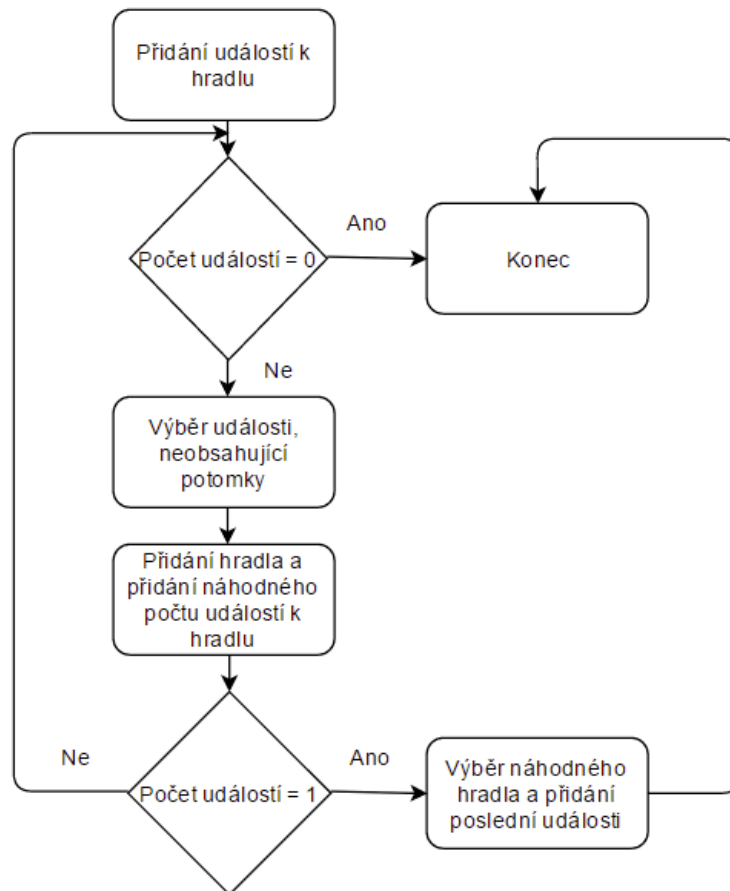 Přidání událostí k
hradlu
Ano
Počet událostí = 0
Konec
Ne
Výběr události,
neobsahující
potomky
Přidání hradla a
přidání náhodného
počtu událostí k
hradlu
Ne
Ano
Počet událostí = 1
Výběr náhodného
hradla a přidání
poslední události